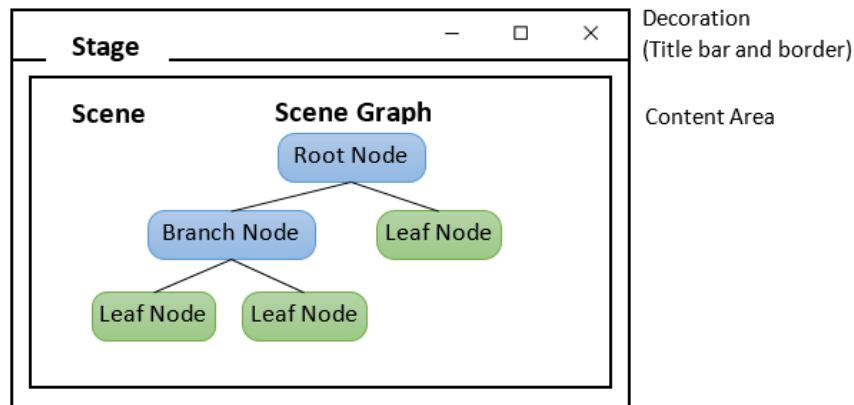 Stage
Decoration
(Title bar and border)
Scene
Scene Graph
Content Area
Root Node
Branch Node
Leaf Node
Leaf Node
Leaf Node